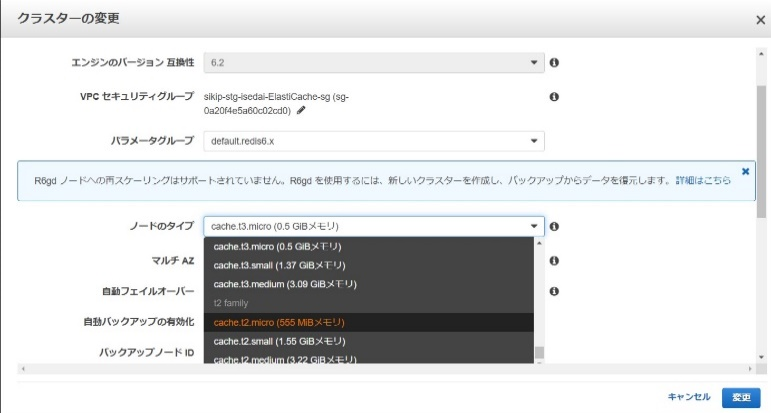 クラスターの変更
エンジンのバージョン 互換性
6.2
VPC セキュリティグループ
sikip-stg-isedai-ElastiCache-sg (sg-
0a20f4e5a60c02cd0)
パラメータグループ
default.redis6.x
R6gd ノードへの再スケーリングはサポートされていません。R6gd を使用するには、新しいクラスターを作成し、バックアップからデータを復元します。 詳細はこちら
ノードのタイプ
cache.t3.micro (0.5 GiBメモリ)
cache.t3.micro (0.5 GiBメモリ)
マルチ AZ
cache.t3.small (1.37 GiBメモリ)
cache.t3.medium (3.09 GiBメモリ)
自動フェイルオーバー
t2 family
自動バックアップの有効化
cache.t2.micro (555 MiBメモリ)
cache.t2.small (1.55 GiBメモリ)
バックアップノード ID
cache.t2.medium (3.22 GiBメモリ)
キャンセル
変更